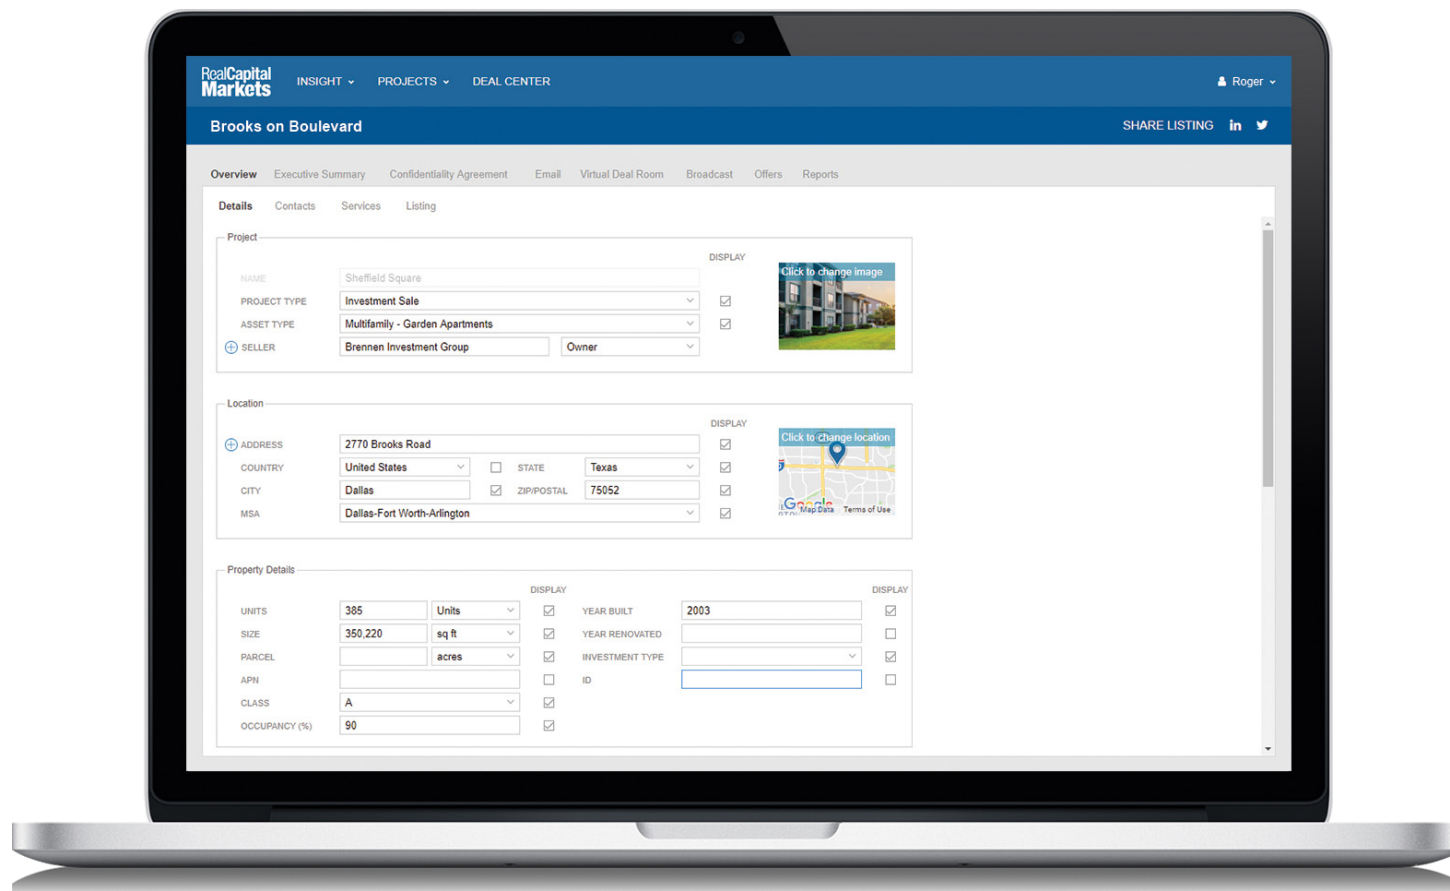 RealCapital
Markets
INSIGHT PROJECTS DEAL CENTER Roger
Brooks on Boulevard SHARE LISTING in
Overview Executive Summary Confidentiality Agreement Email Virtual Deal Room Broadcast Offers Reports
Details Contacts Services Listing
Project
DISPLAY
Click to change image
NAME Sheffield Square
PROJECT TYPE Investment Sale
ASSET TYPE Multifamily - Garden Apartments
SELLER Brennen Investment Group Owner
Location
DISPLAY
Click to change location
ADDRESS 2770 Brooks Road
COUNTRY United States STATE Texas
CITY Dallas ZIP/POSTAL 75052
MSA Dallas-Fort Worth-Arlington
Google
Map Data Terms of Use
Property Details
DISPLAY DISPLAY
UNITS 385 Units YEAR BUILT 2003
SIZE 350,220 sq ft YEAR RENOVATED
PARCEL acres INVESTMENT TYPE
APN ID
CLASS A
OCCUPANCY (%) 90